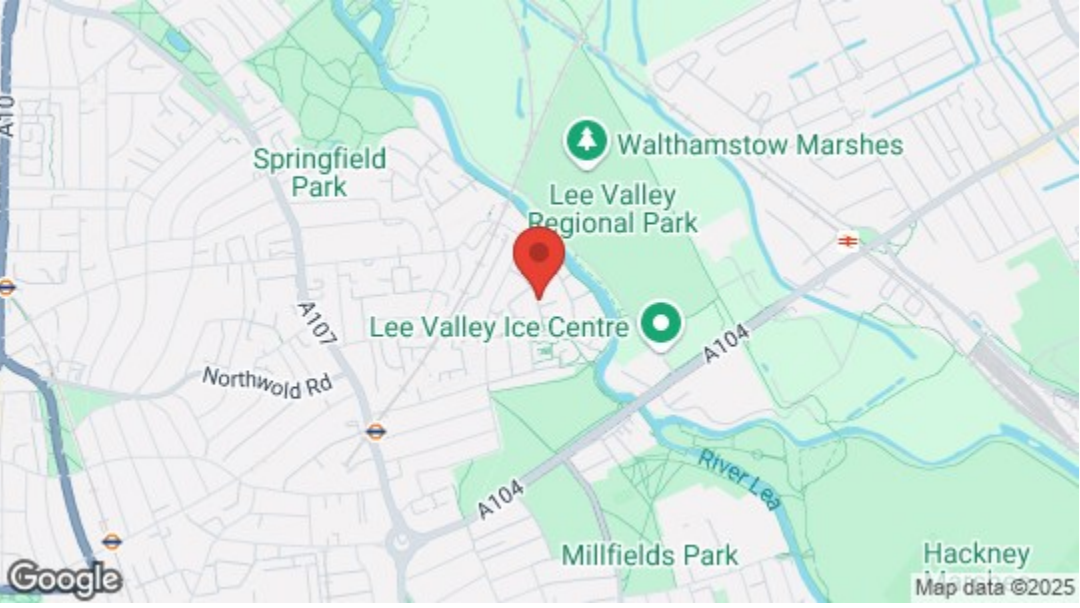 A10
Springfield
Park
Walthamstow Marshes
Lee Valley
Regional Park
A107
Lee Valley Ice Centre
A104
Northwold Rd
River Lea
A104
Millfields Park
Hackney
Marshes
Google
Map data ©2025